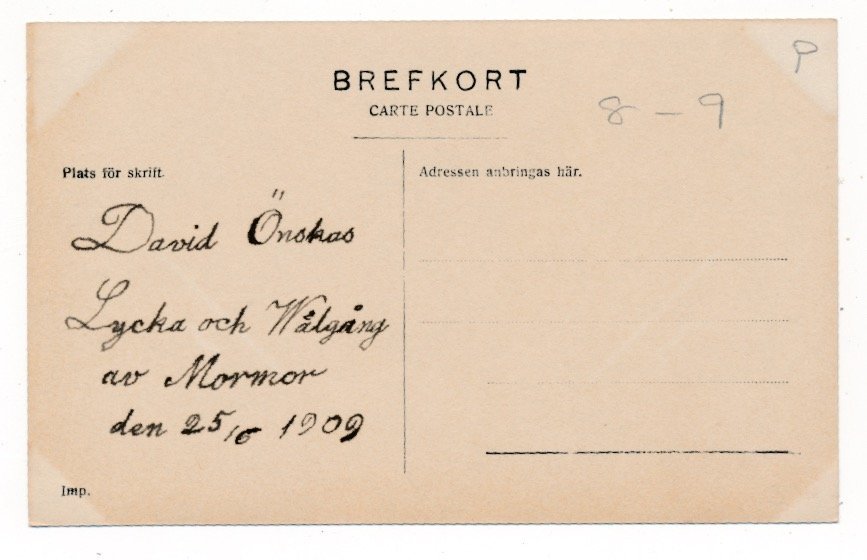 BREFKORT
CARTE POSTALE
P
8 - 9
Plats för skrift.
Adressen anbringas här.
David Önskas
Lycka och Wälgång
av Mormor
den 25/6 1909
Imp.